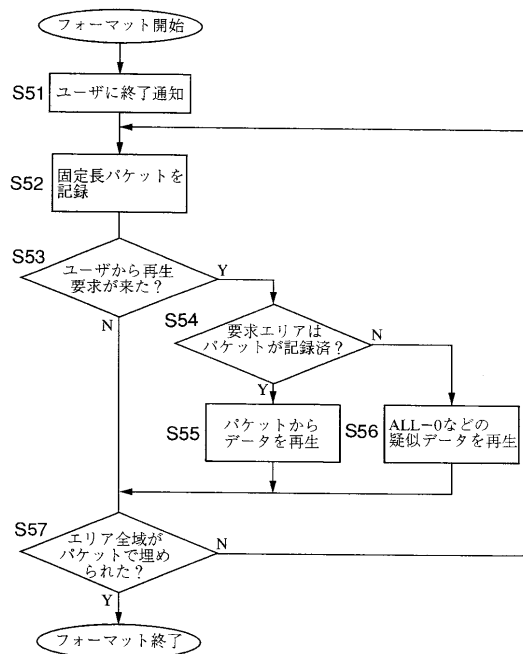 フォーマット開始
S51
ユーザに終了通知
S52
固定長パケットを
記録
S53
ユーザから再生
要求が来た？
Y
N
S54
要求エリアは
パケットが記録済？
N
Y
S55
パケットから
データを再生
S56
ALL−0などの
疑似データを再生
S57
エリア全域が
パケットで埋め
られた？
N
Y
フォーマット終了